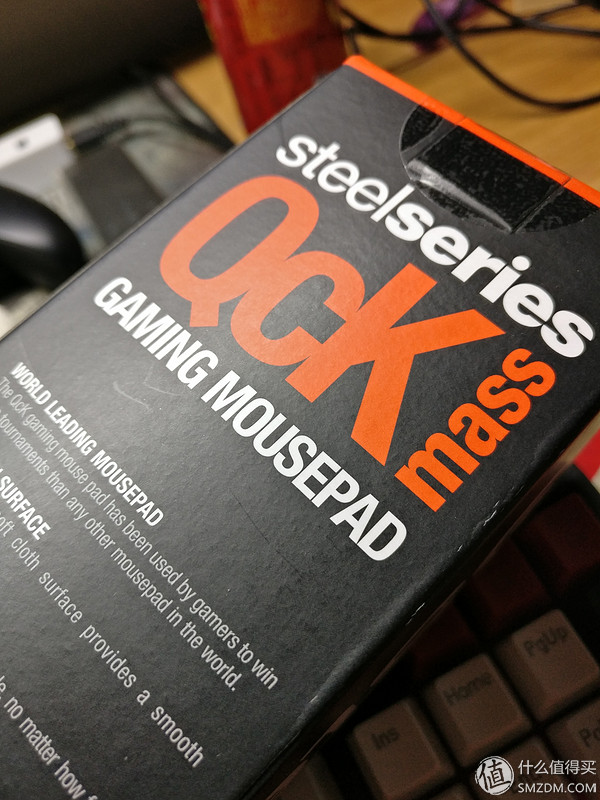 steelseries
QcK
mass
GAMING MOUSEPAD
WORLD LEADING MOUSEPAD
The QcK gaming mouse pad has been used by gamers to win
tournaments than any other mousepad in the world.
SURFACE
cloth surface provides a smooth
no matter how
Ins
Home
PgUp
值 什么值得买
SMZDM.COM